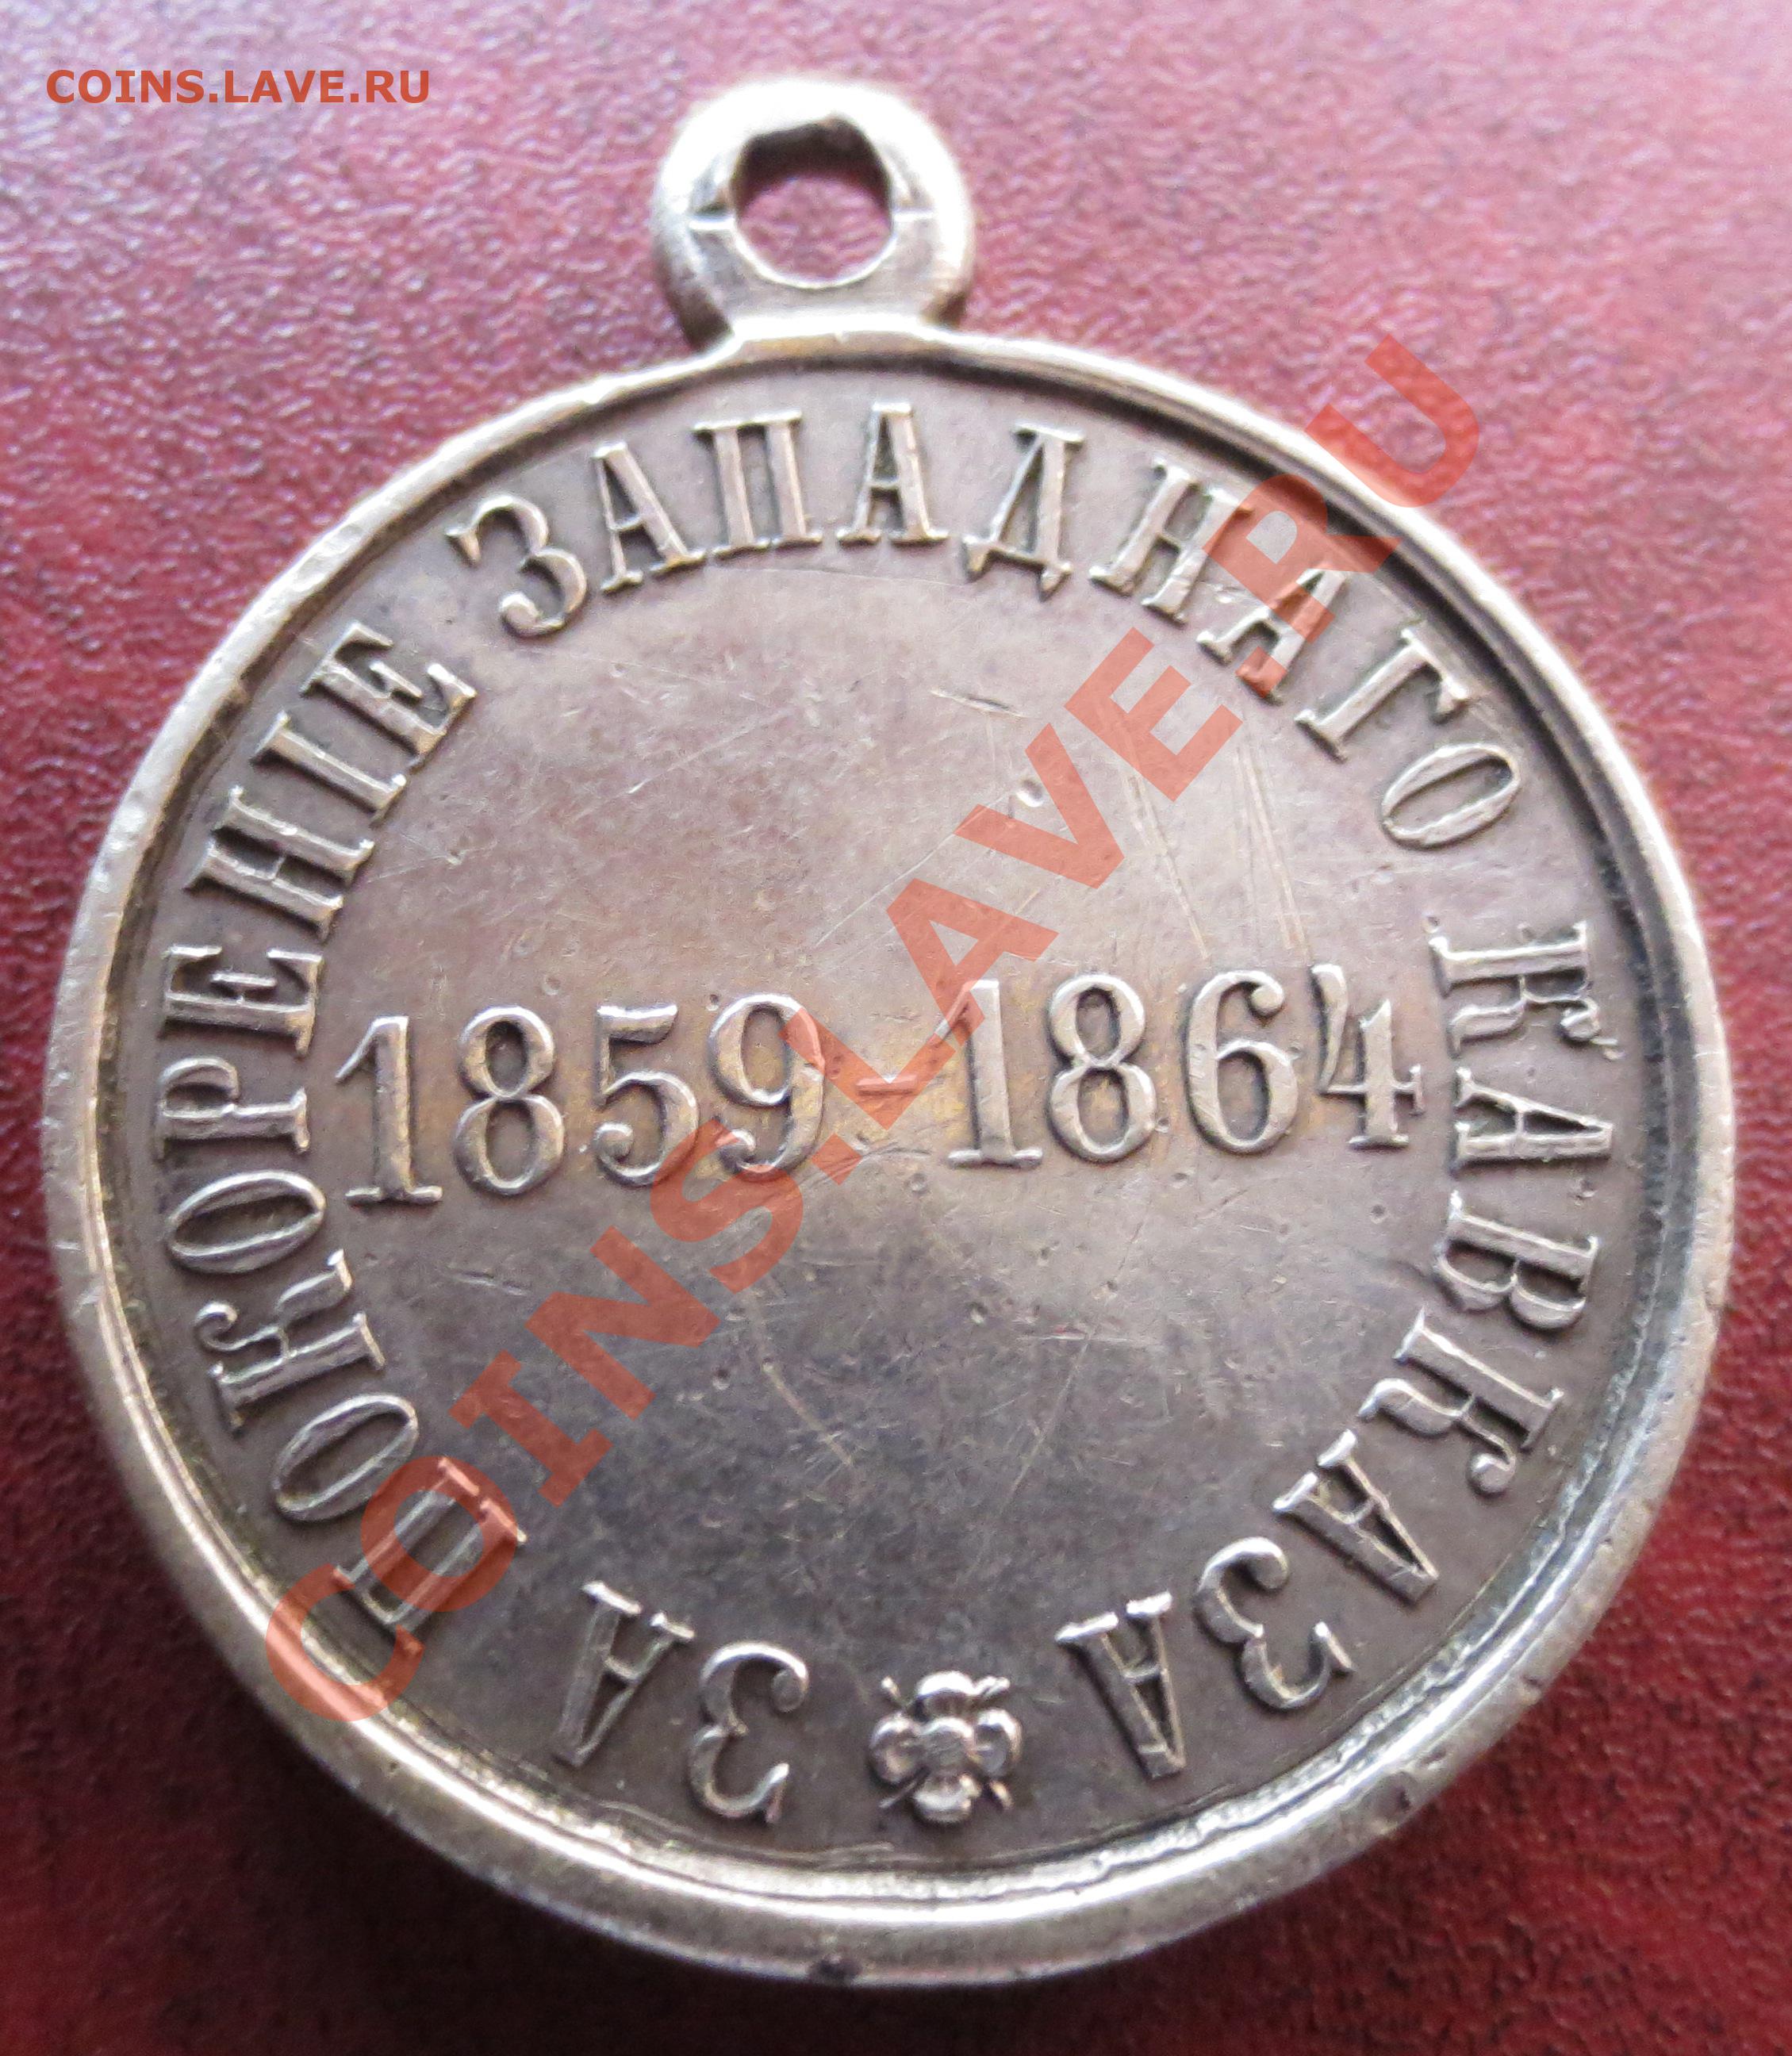 COINS.LAVE.RU
ЗА ПОКОРЕНІЕ ЗАПАДНАГО КАВКАЗА
1859-1864
COINS.LAVE.RU